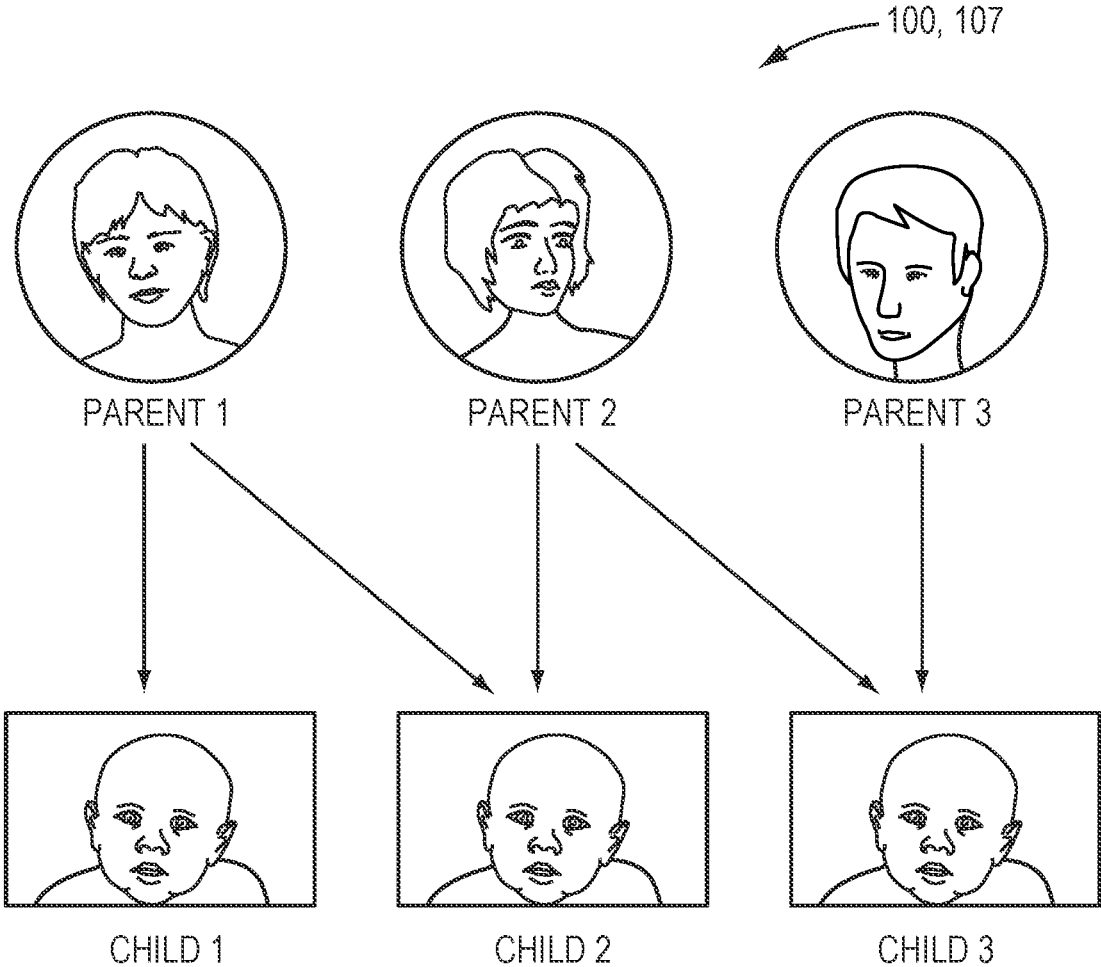 100, 107
PARENT 1
PARENT 2
PARENT 3
CHILD 1
CHILD 2
CHILD 3